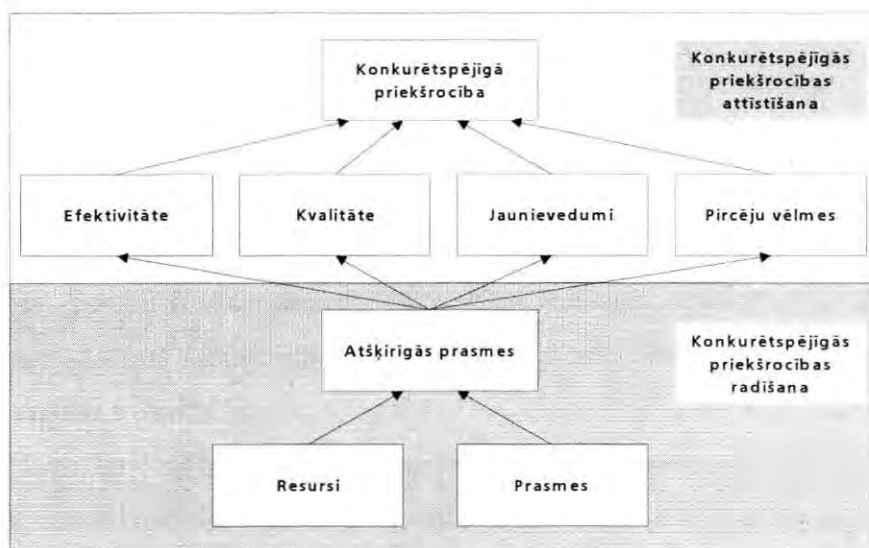 Konkurētspējīgā
priekšrocība
Konkurētspējīgās
priekšrocības
attīstīšana
Efektivitāte
Kvalitāte
Jaunievedumi
Pircēju vēlmes
Atšķirīgās prasmes
Konkurētspējīgās
priekšrocības
radīšana
Resursi
Prasmes